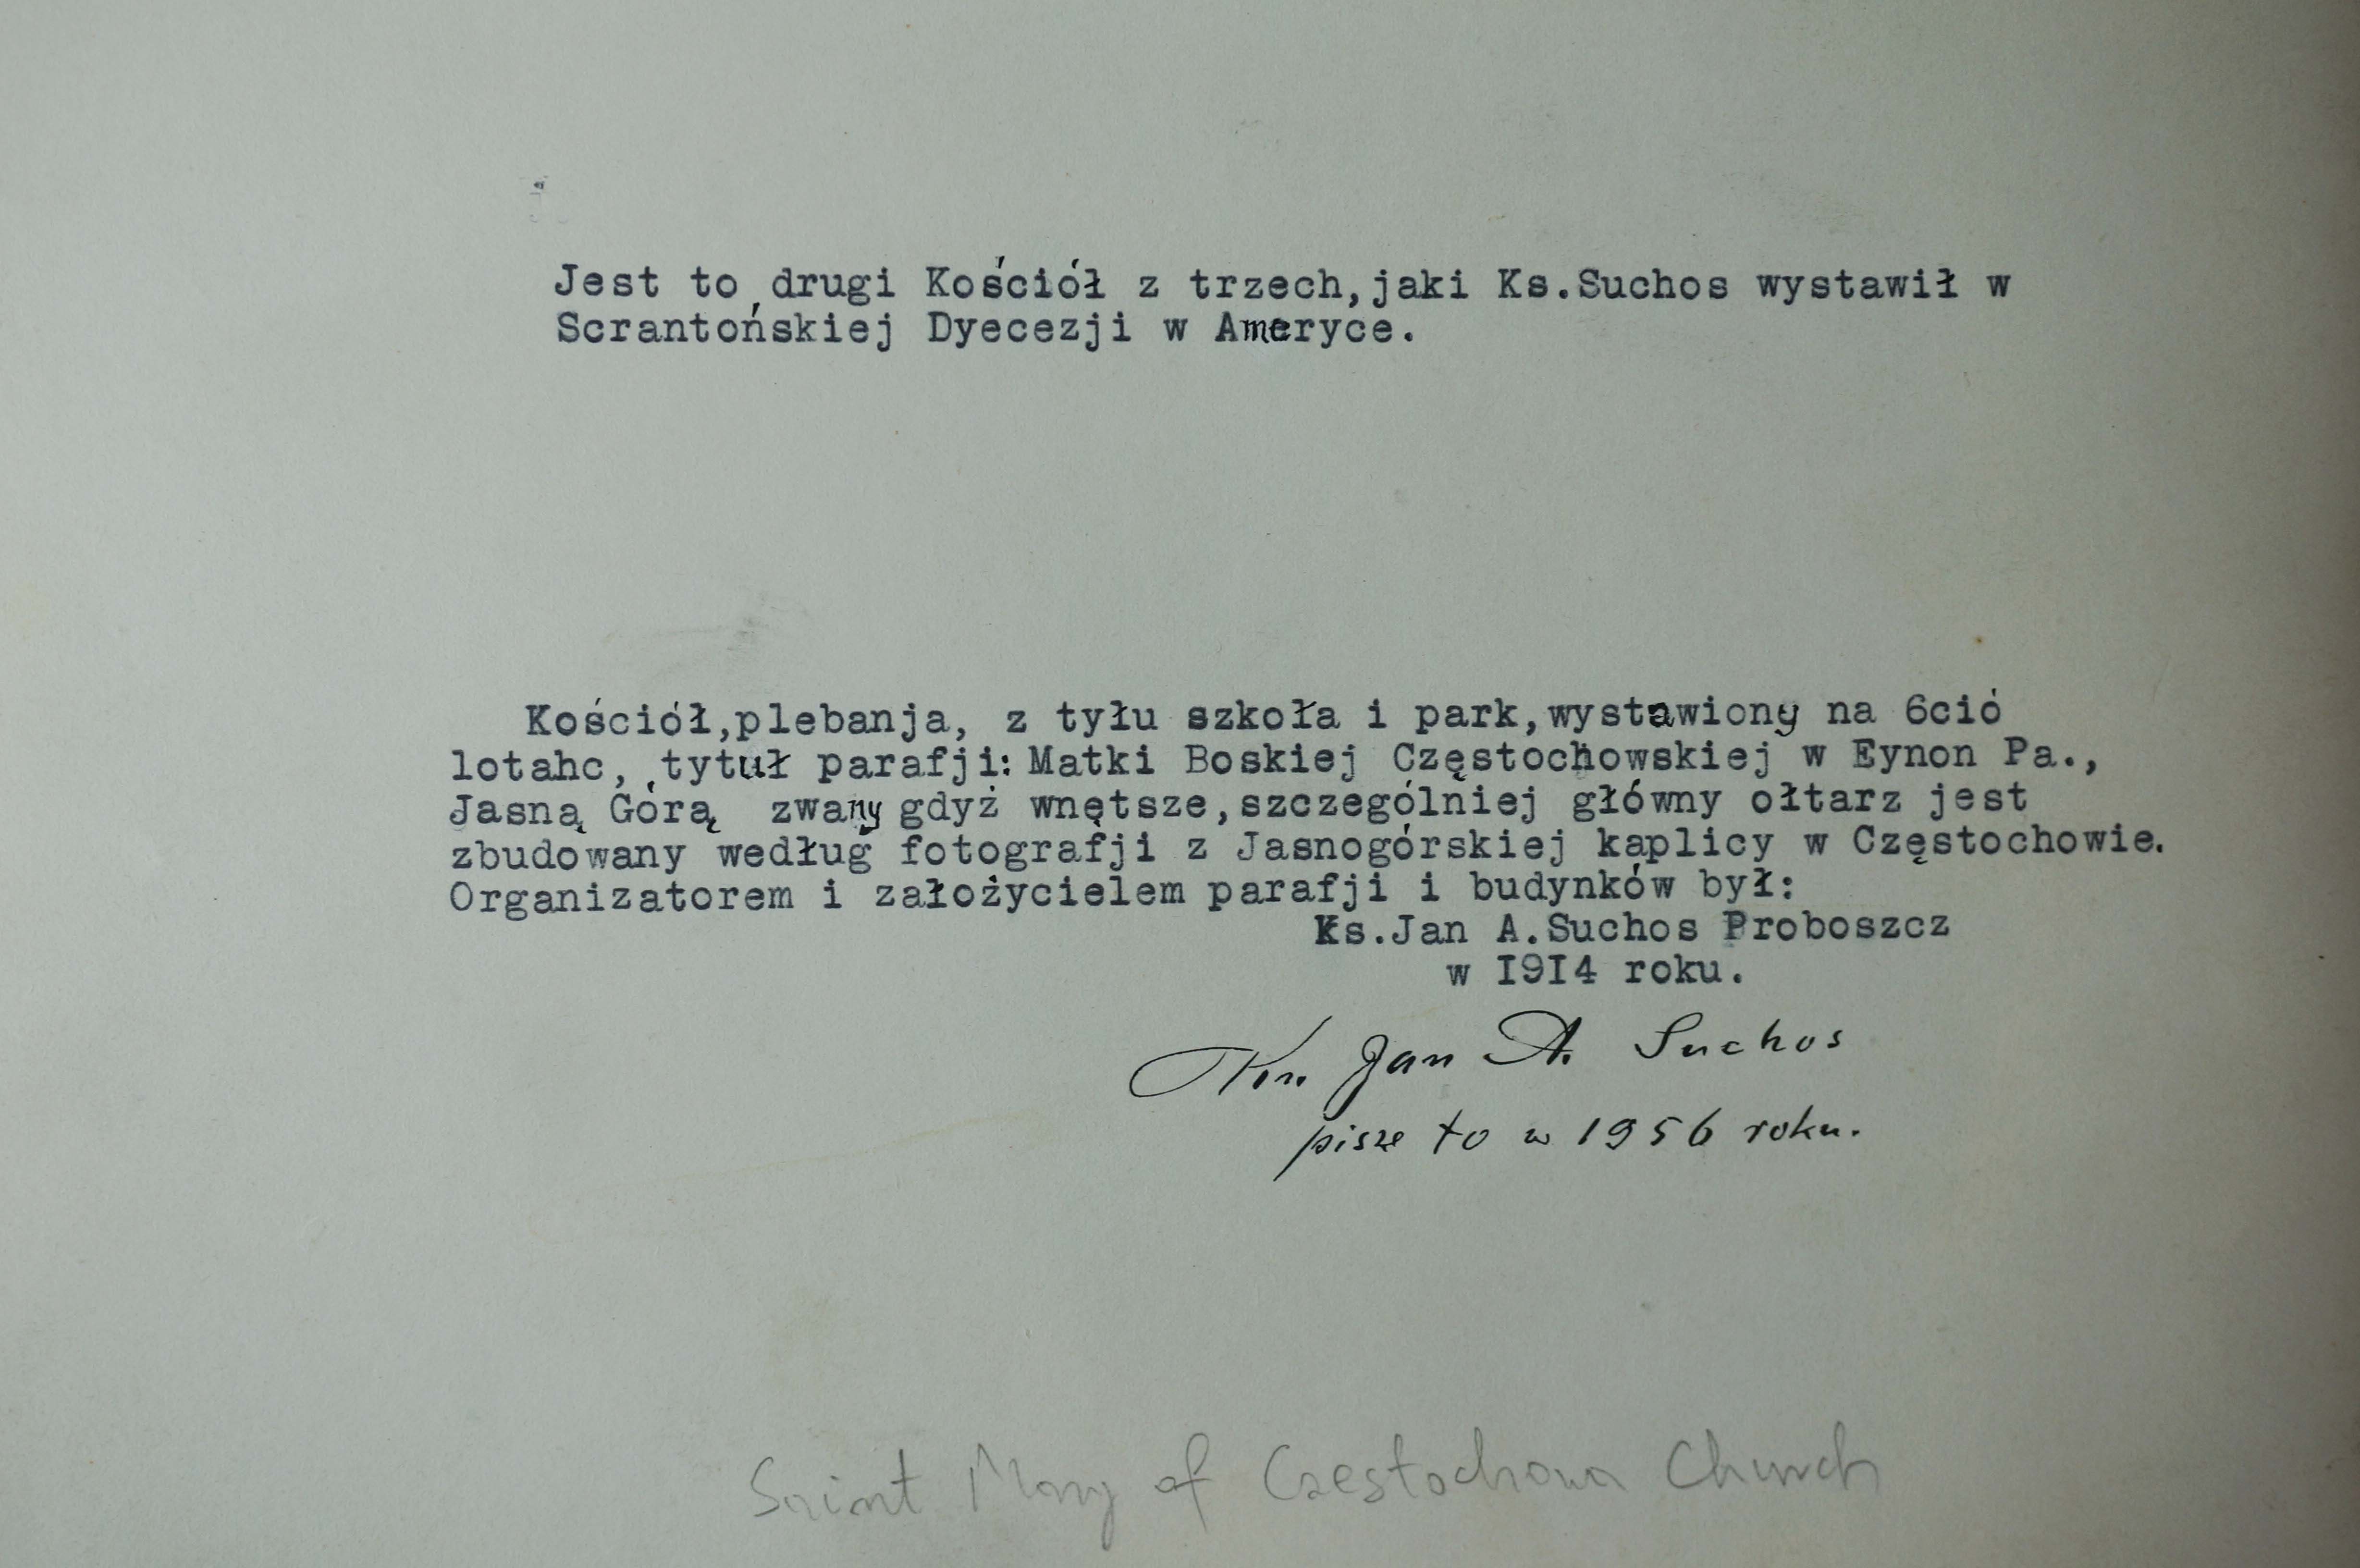 Jest to drugi Kościół z trzech,jaki Ks.Suchos wystawił w
Scrantońskiej Dyecezji w Ameryce.
Kościół,plebanja, z tyłu szkoła i park,wystawiony na 6ció
lotahc, tytuł parafji: Matki Boskiej Częstochowskiej w Eynon Pa.,
Jasną Górą zwany gdyż wnętsze,szczególniej główny ołtarz jest
zbudowany według fotografji z Jasnogórskiej kaplicy w Częstochowie.
Organizatorem i założycielem parafji i budynków był:
Ks.Jan A.Suchos Proboszcz
w I9I4 roku.
Jan A. Suchos
pisze to w 1956 roku.
Saint Mary of Czestochowa Church